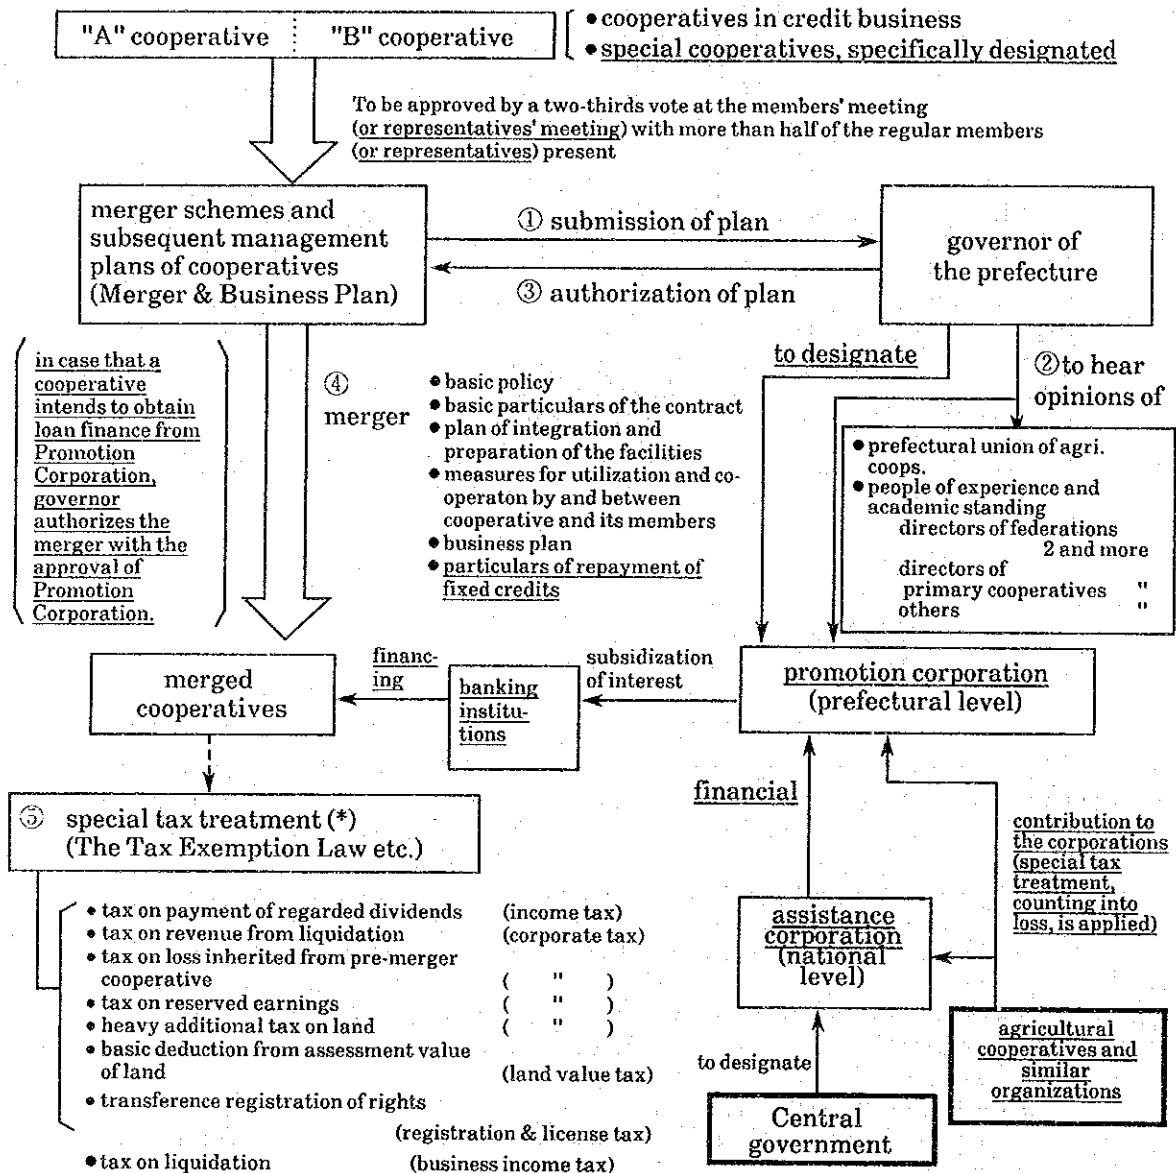 "A" cooperative "B" cooperative
• cooperatives in credit business
• special cooperatives, specifically designated
To be approved by a two-thirds vote at the members' meeting
(or representatives' meeting) with more than half of the regular members
(or representatives) present
merger schemes and
subsequent management
plans of cooperatives
(Merger & Business Plan)
① submission of plan
③ authorization of plan
governor of
the prefecture
in case that a
cooperative
intends to obtain
loan finance from
Promotion
Corporation,
governor
authorizes the
merger with the
approval of
Promotion
Corporation.
④
merger
• basic policy
• basic particulars of the contract
• plan of integration and
preparation of the facilities
• measures for utilization and co-
operaton by and between
cooperative and its members
• business plan
• particulars of repayment of
fixed credits
to designate
② to hear
opinions of
• prefectural union of agri.
coops.
• people of experience and
academic standing
directors of federations
2 and more
directors of
primary cooperatives "
others "
merged
cooperatives
financ-
ing
banking
institu-
tions
subsidization
of interest
promotion corporation
(prefectural level)
⑤ special tax treatment (*)
(The Tax Exemption Law etc.)
• tax on payment of regarded dividends (income tax)
• tax on revenue from liquidation (corporate tax)
• tax on loss inherited from pre-merger
cooperative ( " )
• tax on reserved earnings ( " )
• heavy additional tax on land ( " )
• basic deduction from assessment value
of land (land value tax)
• transference registration of rights
(registration & license tax)
• tax on liquidation (business income tax)
financial
contribution to
the corporations
(special tax
treatment,
counting into
loss, is applied)
assistance
corporation
(national
level)
to designate
Central
government
agricultural
cooperatives and
similar
organizations